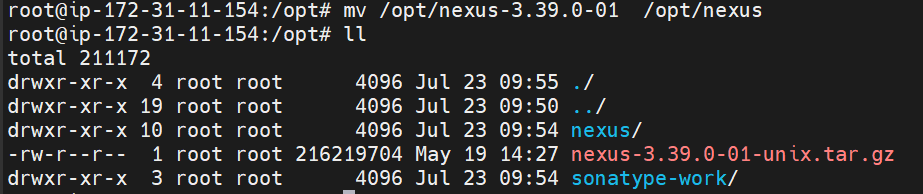 root@ip-172-31-11-154:/opt# mv /opt/nexus-3.39.0-01  /opt/nexus
root@ip-172-31-11-154:/opt# ll
total 211172
drwxr-xr-x  4 root root      4096 Jul 23 09:55 ./
drwxr-xr-x 19 root root      4096 Jul 23 09:50 ../
drwxr-xr-x 10 root root      4096 Jul 23 09:54 nexus/
-rw-r--r--  1 root root 216219704 May 19 14:27 nexus-3.39.0-01-unix.tar.gz
drwxr-xr-x  3 root root      4096 Jul 23 09:54 sonatype-work/